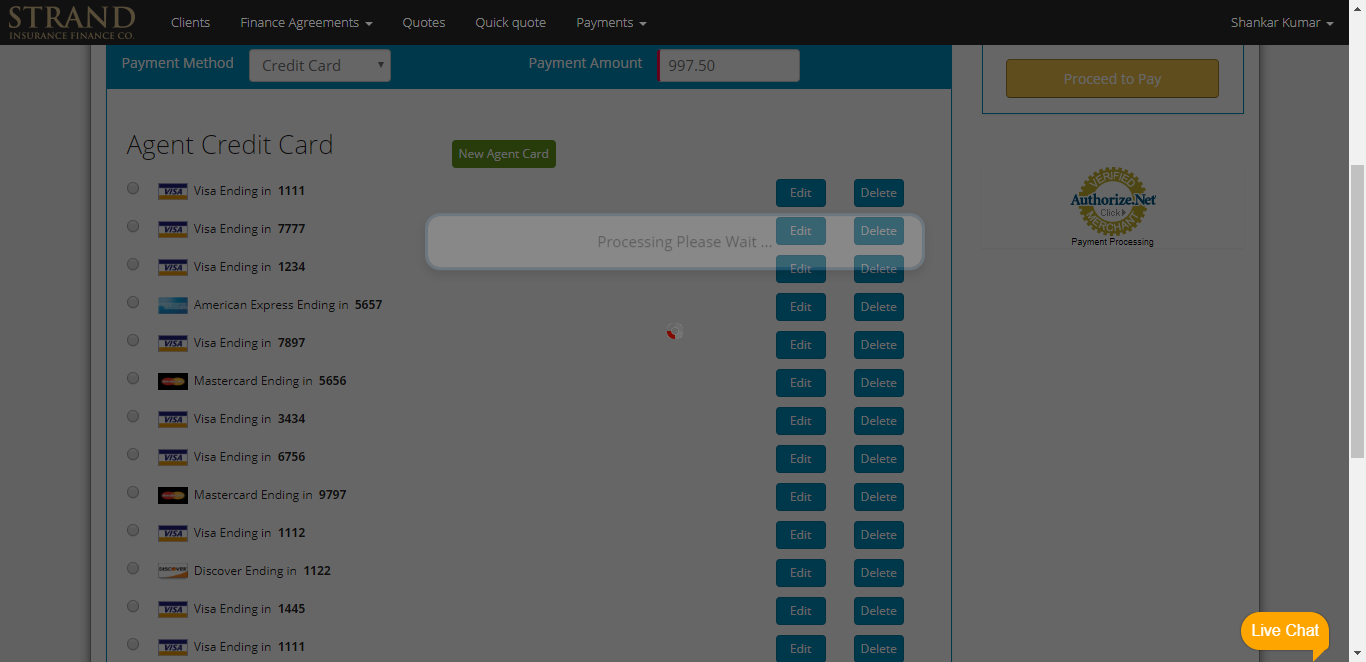 STRAND
INSURANCE FINANCE CO.
Clients Finance Agreements Quotes Quick quote Payments Shankar Kumar
Payment Method Credit Card Payment Amount 997.50
Proceed to Pay
Agent Credit Card
New Agent Card
VISA Visa Ending in 1111 Edit Delete
VISA Visa Ending in 7777 Edit Delete
Processing Please Wait ...
VISA Visa Ending in 1234 Edit Delete
American Express Ending in 5657 Edit Delete
VISA Visa Ending in 7897 Edit Delete
Mastercard Ending in 5656 Edit Delete
VISA Visa Ending in 3434 Edit Delete
VISA Visa Ending in 6756 Edit Delete
Mastercard Ending in 9797 Edit Delete
VISA Visa Ending in 1112 Edit Delete
DISCOVER Discover Ending in 1122 Edit Delete
VISA Visa Ending in 1445 Edit Delete
VISA Visa Ending in 1111 Edit Delete
VERIFIED
Authorize.Net
Click
MERCHANT
Payment Processing
Live Chat